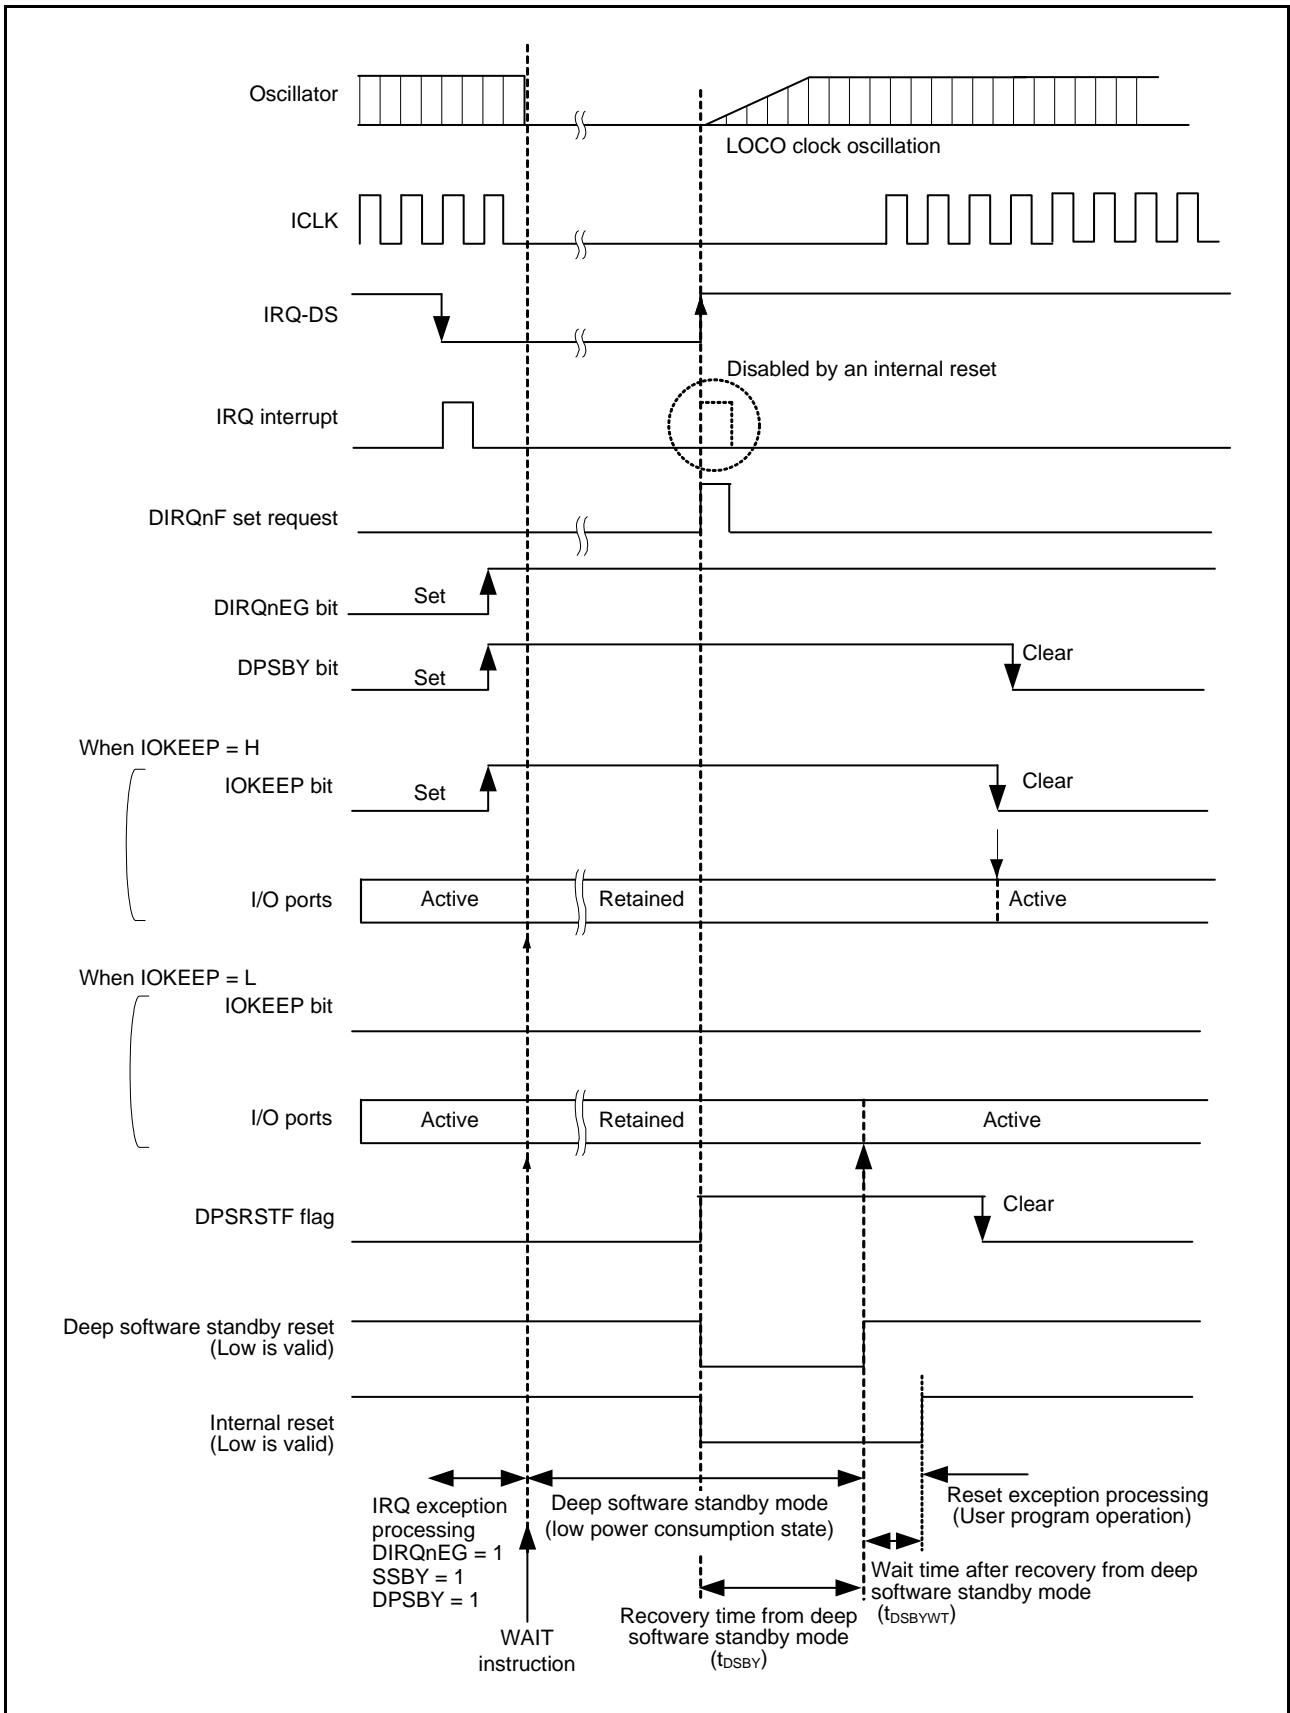 Oscillator
LOCO clock oscillation
ICLK
IRQ-DS
Disabled by an internal reset
IRQ interrupt
DIRQnF set request
DIRQnEG bit
Set
DPSBY bit
Set
Clear
When IOKEEP = H
IOKEEP bit
Set
Clear
I/O ports
Active
Retained
Active
When IOKEEP = L
IOKEEP bit
I/O ports
Active
Retained
Active
DPSRSTF flag
Clear
Deep software standby reset
(Low is valid)
Internal reset
(Low is valid)
IRQ exception
processing
DIRQnEG = 1
SSBY = 1
DPSBY = 1
Deep software standby mode
(low power consumption state)
Reset exception processing
(User program operation)
Wait time after recovery from deep
software standby mode
(tDSBYWT)
Recovery time from deep
software standby mode
(tDSBY)
WAIT
instruction